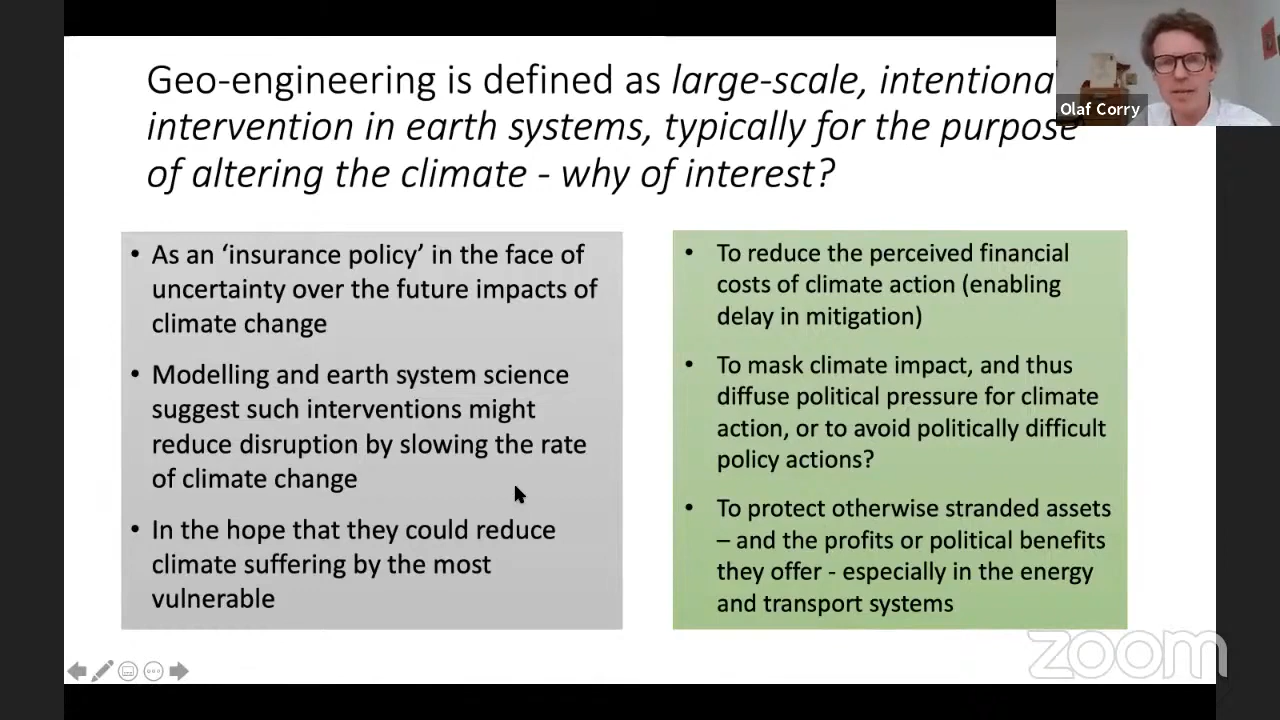 Geo-engineering is defined as large-scale, intentiona
intervention in earth systems, typically for the purpose
of altering the climate - why of interest?
Olaf Corry
• As an ‘insurance policy’ in the face of
uncertainty over the future impacts of
climate change
• Modelling and earth system science
suggest such interventions might
reduce disruption by slowing the rate
of climate change
• In the hope that they could reduce
climate suffering by the most
vulnerable
• To reduce the perceived financial
costs of climate action (enabling
delay in mitigation)
• To mask climate impact, and thus
diffuse political pressure for climate
action, or to avoid politically difficult
policy actions?
• To protect otherwise stranded assets
– and the profits or political benefits
they offer - especially in the energy
and transport systems
zoom